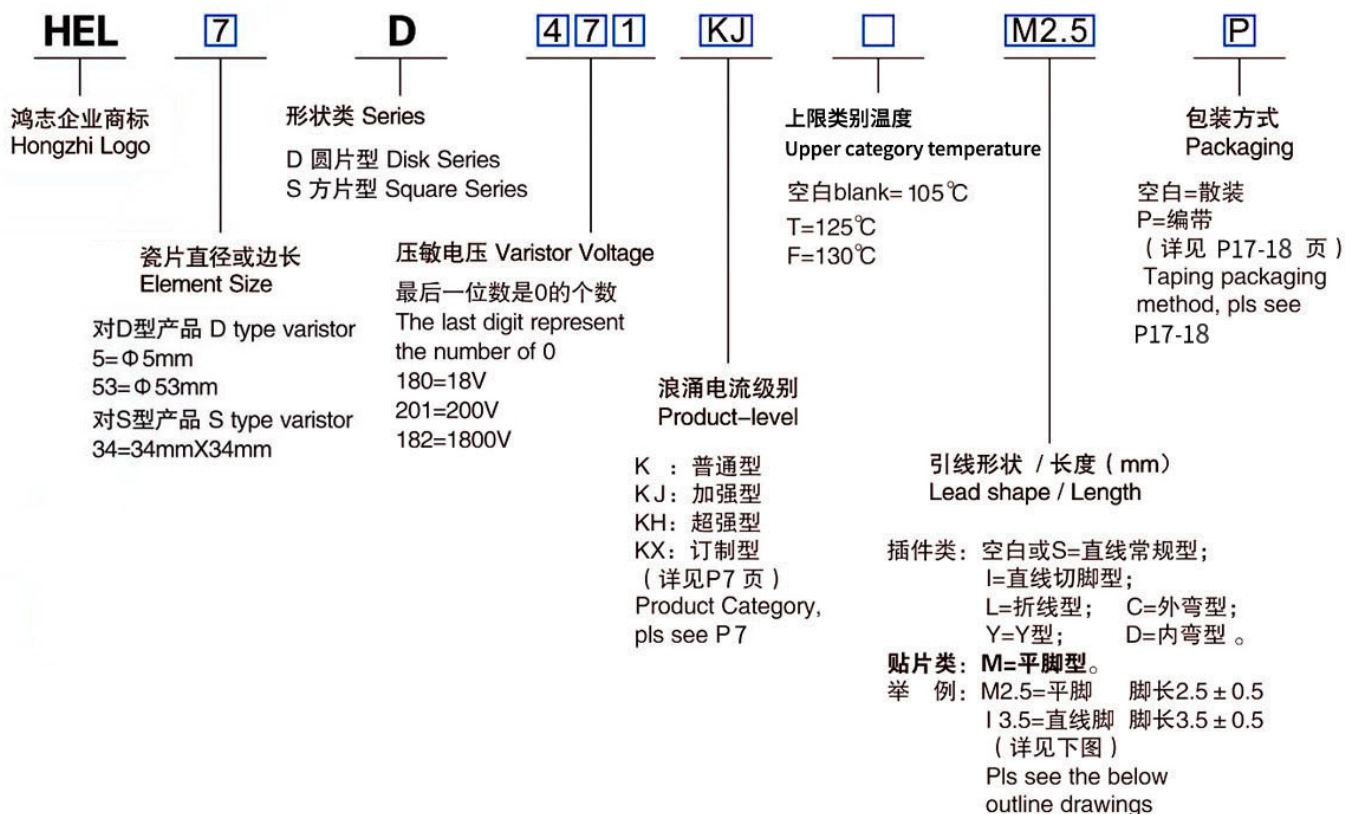 HEL 7 D 471 KJ M2.5 P
鸿志企业商标
Hongzhi Logo
瓷片直径或边长
Element Size
对D型产品 D type varistor
5=Φ5mm
53=Φ53mm
对S型产品 S type varistor
34=34mmX34mm
形状类 Series
D 圆片型 Disk Series
S 方片型 Square Series
压敏电压 Varistor Voltage
最后一位数是0的个数
The last digit represent
the number of 0
180=18V
201=200V
182=1800V
浪涌电流级别
Product-level
K ：普通型
KJ：加强型
KH：超强型
KX：订制型
（详见P7 页）
Product Category,
pls see P7
上限类别温度
Upper category temperature
空白blank= 105℃
T=125℃
F=130℃
引线形状 / 长度（mm）
Lead shape / Length
插件类：空白或S=直线常规型；
I=直线切脚型；
L=折线型； C=外弯型；
Y=Y型； D=内弯型。
贴片类：M=平脚型。
举 例：M2.5=平脚 脚长2.5±0.5
I 3.5=直线脚 脚长3.5±0.5
（详见下图）
Pls see the below
outline drawings
包装方式
Packaging
空白=散装
P=编带
（详见 P17-18 页）
Taping packaging
method, pls see
P17-18